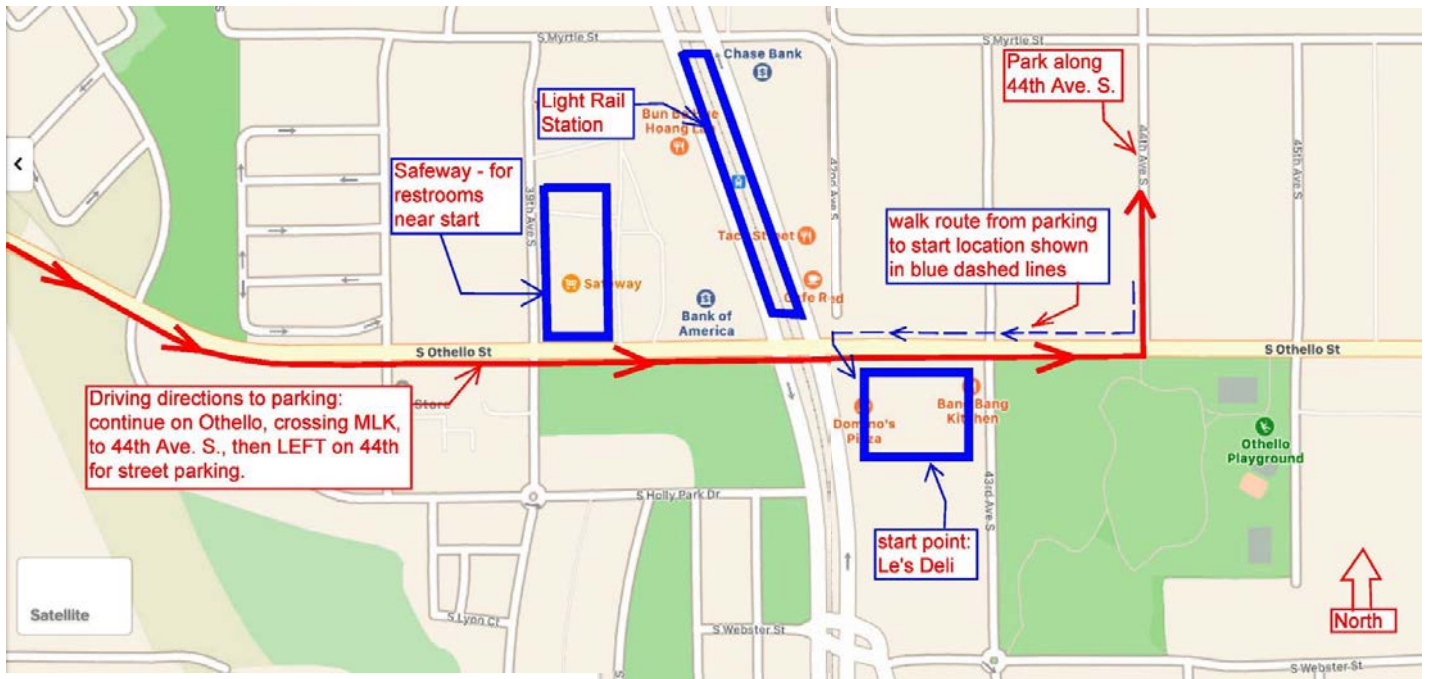 S Myrtle St
S Myrtle St
Chase Bank
Park along
44th Ave. S.
Light Rail
Station
Hoang
Safeway - for
restrooms
near start
39th Ave S
42nd Ave S
44th Ave S
45th Ave S
walk route from parking
to start location shown
in blue dashed lines
Safeway
Bank of
America
S Othello St
S Othello St
Driving directions to parking:
continue on Othello, crossing MLK,
to 44th Ave. S., then LEFT on 44th
for street parking.
Store
Domino's
Pizza
Bang Bang
Kitchen
Othello
Playground
S Holly Park Dr
43rd Ave S
start point:
Le's Deli
Satellite
S Lynn Ct
S Webster St
North
S Webster St